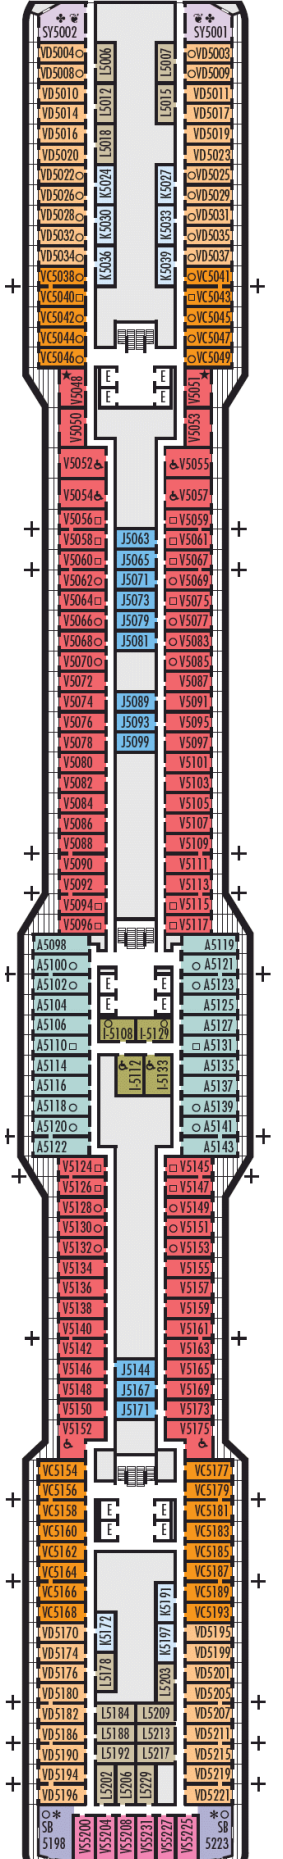 SY5002 SY5001
VD5004 L5006 L5007 VD5003
VD5008 VD5009
VD5010 L5012 L5015 VD5011
VD5014 VD5017
VD5016 L5018 VD5019
VD5020 VD5023
VD5022 K5024 K5027 VD5025
VD5026 VD5029
VD5028 K5030 K5033 VD5031
VD5032 VD5035
VD5034 K5036 K5039 VD5037
VC5038 VC5041
VC5040 VC5043
VC5042 VC5045
VC5044 VC5047
VC5046 VC5049
V5048 E E V5051
V5050 E E V5053
V5052 V5055
V5054 V5057
V5056 V5059
V5058 J5063 V5061
V5060 J5065 V5067
V5062 J5071 V5069
V5064 J5073 V5075
V5066 J5079 V5077
V5068 J5081 V5083
V5070 V5085
V5072 V5087
V5074 J5089 V5091
V5076 J5093 V5095
V5078 J5099 V5097
V5080 V5101
V5082 V5103
V5084 V5105
V5086 V5107
V5088 V5109
V5090 V5111
V5092 V5113
V5094 V5115
V5096 V5117
A5098 A5119
A5100 A5121
A5102 E E A5123
A5104 E E A5125
A5106 I-5108 I-5129 A5127
A5110 A5131
A5114 I-5112 I-5133 A5135
A5116 A5137
A5118 A5139
A5120 A5141
A5122 A5143
V5124 V5145
V5126 V5147
V5128 V5149
V5130 V5151
V5132 V5153
V5134 V5155
V5136 V5157
V5138 V5159
V5140 V5161
V5142 V5163
V5146 J5144 V5165
V5148 J5167 V5169
V5150 J5171 V5173
V5152 V5175
VC5154 VC5177
VC5156 VC5179
VC5158 E E VC5181
VC5160 E E VC5183
VC5162 VC5185
VC5164 VC5187
VC5166 K5191 VC5189
VC5168 VC5193
VD5170 K5172 K5197 VD5195
VD5174 VD5199
VD5176 L5178 L5203 VD5201
VD5180 VD5205
VD5182 L5184 L5209 VD5207
VD5186 L5188 L5213 VD5211
VD5190 L5192 L5217 VD5215
VD5194 L5202 L5206 L5229 VD5219
VD5196 VD5221
SB 5198 VS5200 VS5204 VS5208 VS5231 VS5227 VS5225 SB 5223